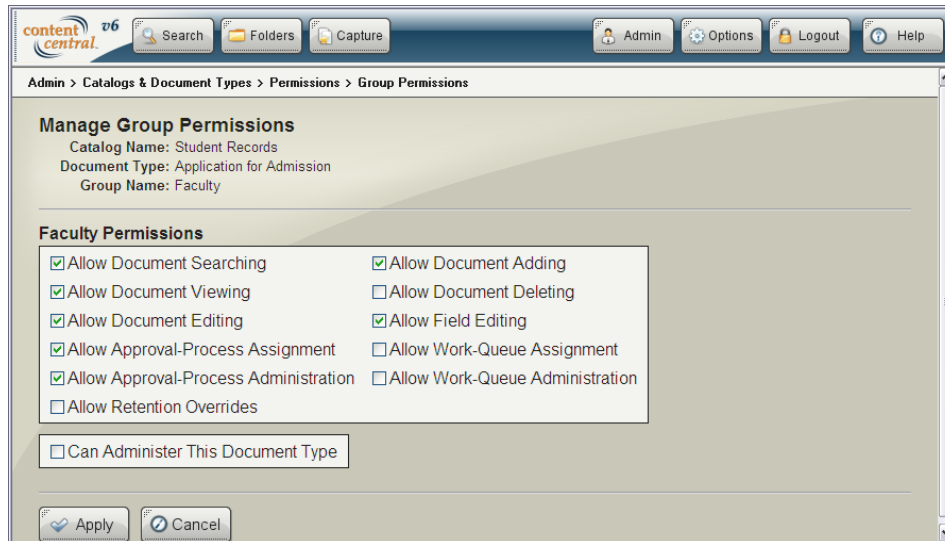 content central v6 Search Folders Capture Admin Options Logout Help
Admin > Catalogs & Document Types > Permissions > Group Permissions
Manage Group Permissions
Catalog Name: Student Records
Document Type: Application for Admission
Group Name: Faculty
Faculty Permissions
Allow Document Searching Allow Document Adding
Allow Document Viewing Allow Document Deleting
Allow Document Editing Allow Field Editing
Allow Approval-Process Assignment Allow Work-Queue Assignment
Allow Approval-Process Administration Allow Work-Queue Administration
Allow Retention Overrides
Can Administer This Document Type
Apply Cancel